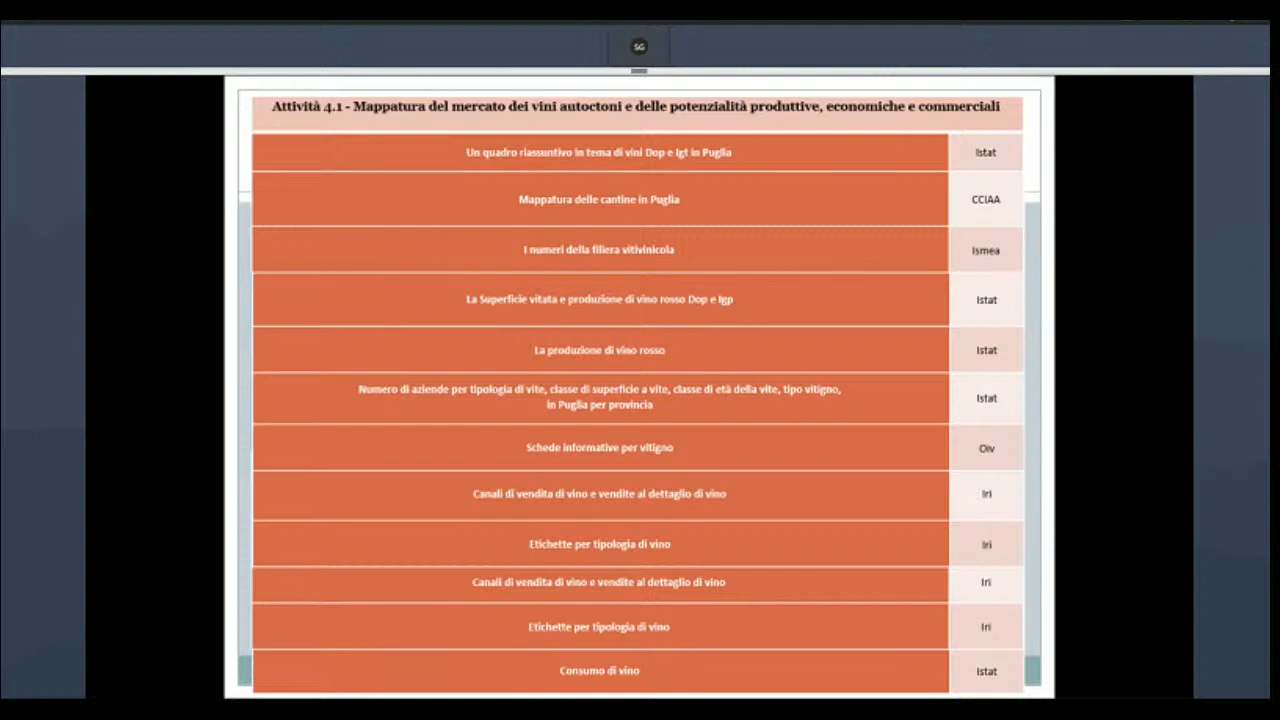 SG
Attività 4.1 - Mappatura del mercato dei vini autoctoni e delle potenzialità produttive, economiche e commerciali
Un quadro riassuntivo in tema di vini Dop e Igt in Puglia
Istat
Mappatura delle cantine in Puglia
CCIAA
I numeri della filiera vitivinicola
Ismea
La Superficie vitata e produzione di vino rosso Dop e Igp
Istat
La produzione di vino rosso
Istat
Numero di aziende per tipologia di vite, classe di superficie a vite, classe di età della vite, tipo vitigno,
in Puglia per provincia
Istat
Schede informative per vitigno
Oiv
Canali di vendita di vino e vendite al dettaglio di vino
Iri
Etichette per tipologia di vino
Iri
Canali di vendita di vino e vendite al dettaglio di vino
Iri
Etichette per tipologia di vino
Iri
Consumo di vino
Istat